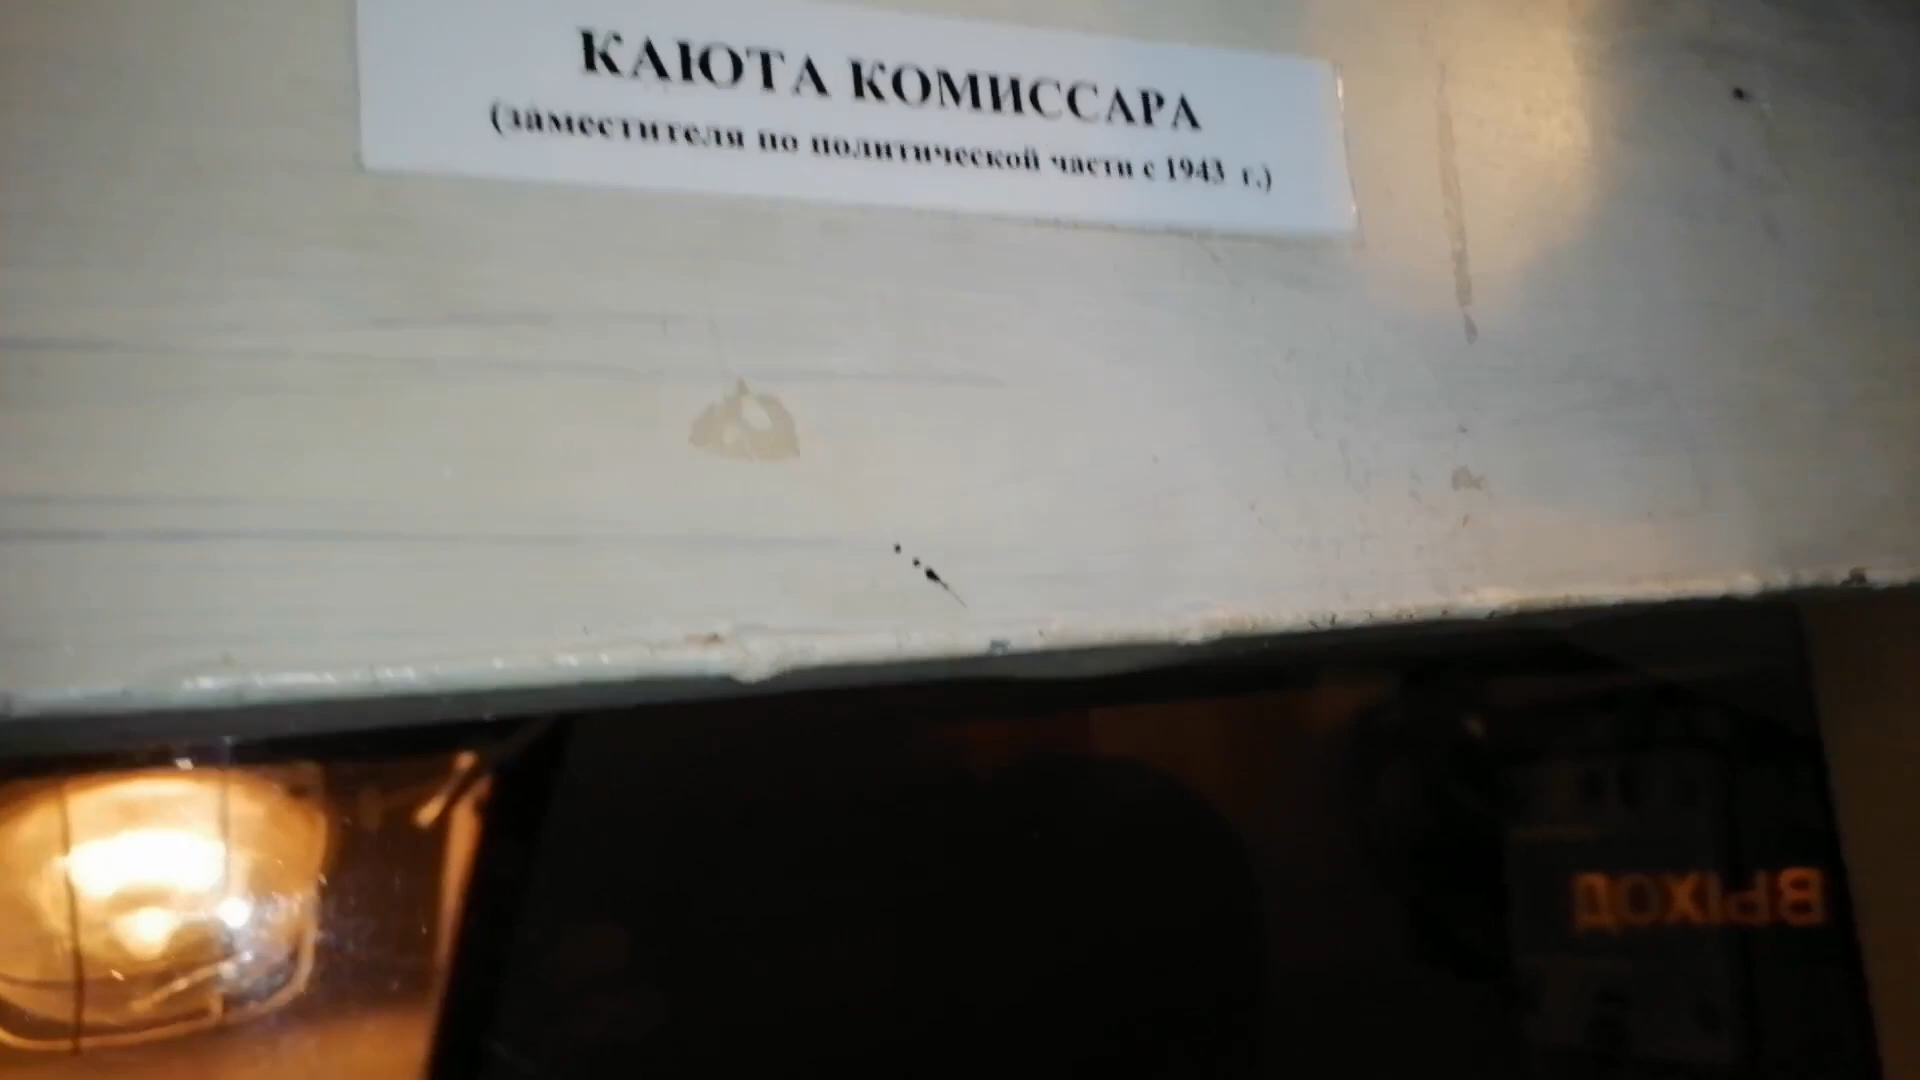 КАЮТА КОМИССАРА
(заместителя по политической части с 1943 г.)
ВЫХОД